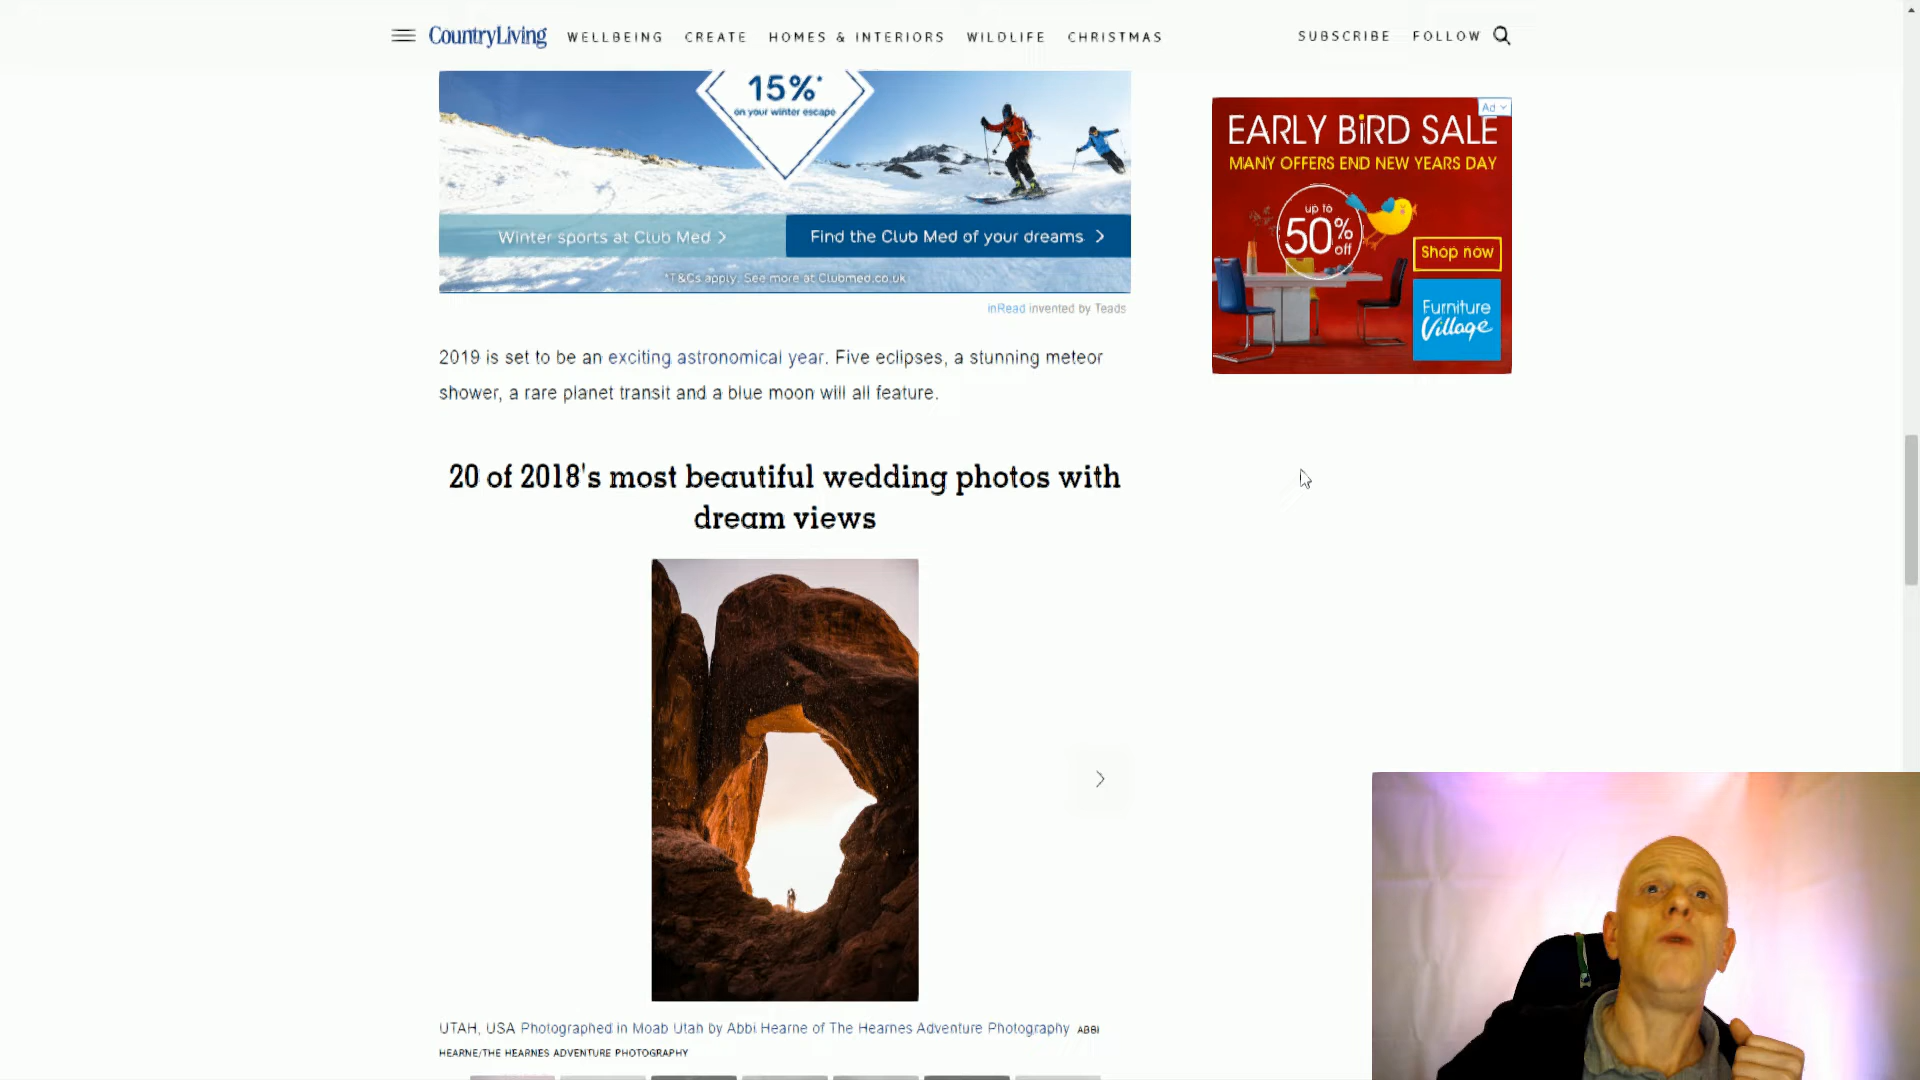 CountryLiving
WELLBEING
CREATE
HOMES & INTERIORS
WILDLIFE
CHRISTMAS
SUBSCRIBE
FOLLOW
15%*
on your winter escape
Winter sports at Club Med >
Find the Club Med of your dreams >
*T&Cs apply. See more at Clubmed.co.uk
inRead invented by Teads
Ad
EARLY BiRD SALE
MANY OFFERS END NEW YEARS DAY
up to
50%
off
Shop now
Furniture
Village
2019 is set to be an exciting astronomical year. Five eclipses, a stunning meteor
shower, a rare planet transit and a blue moon will all feature.
20 of 2018's most beautiful wedding photos with
dream views
UTAH, USA Photographed in Moab Utah by Abbi Hearne of The Hearnes Adventure Photography ABBI
HEARNE/THE HEARNES ADVENTURE PHOTOGRAPHY